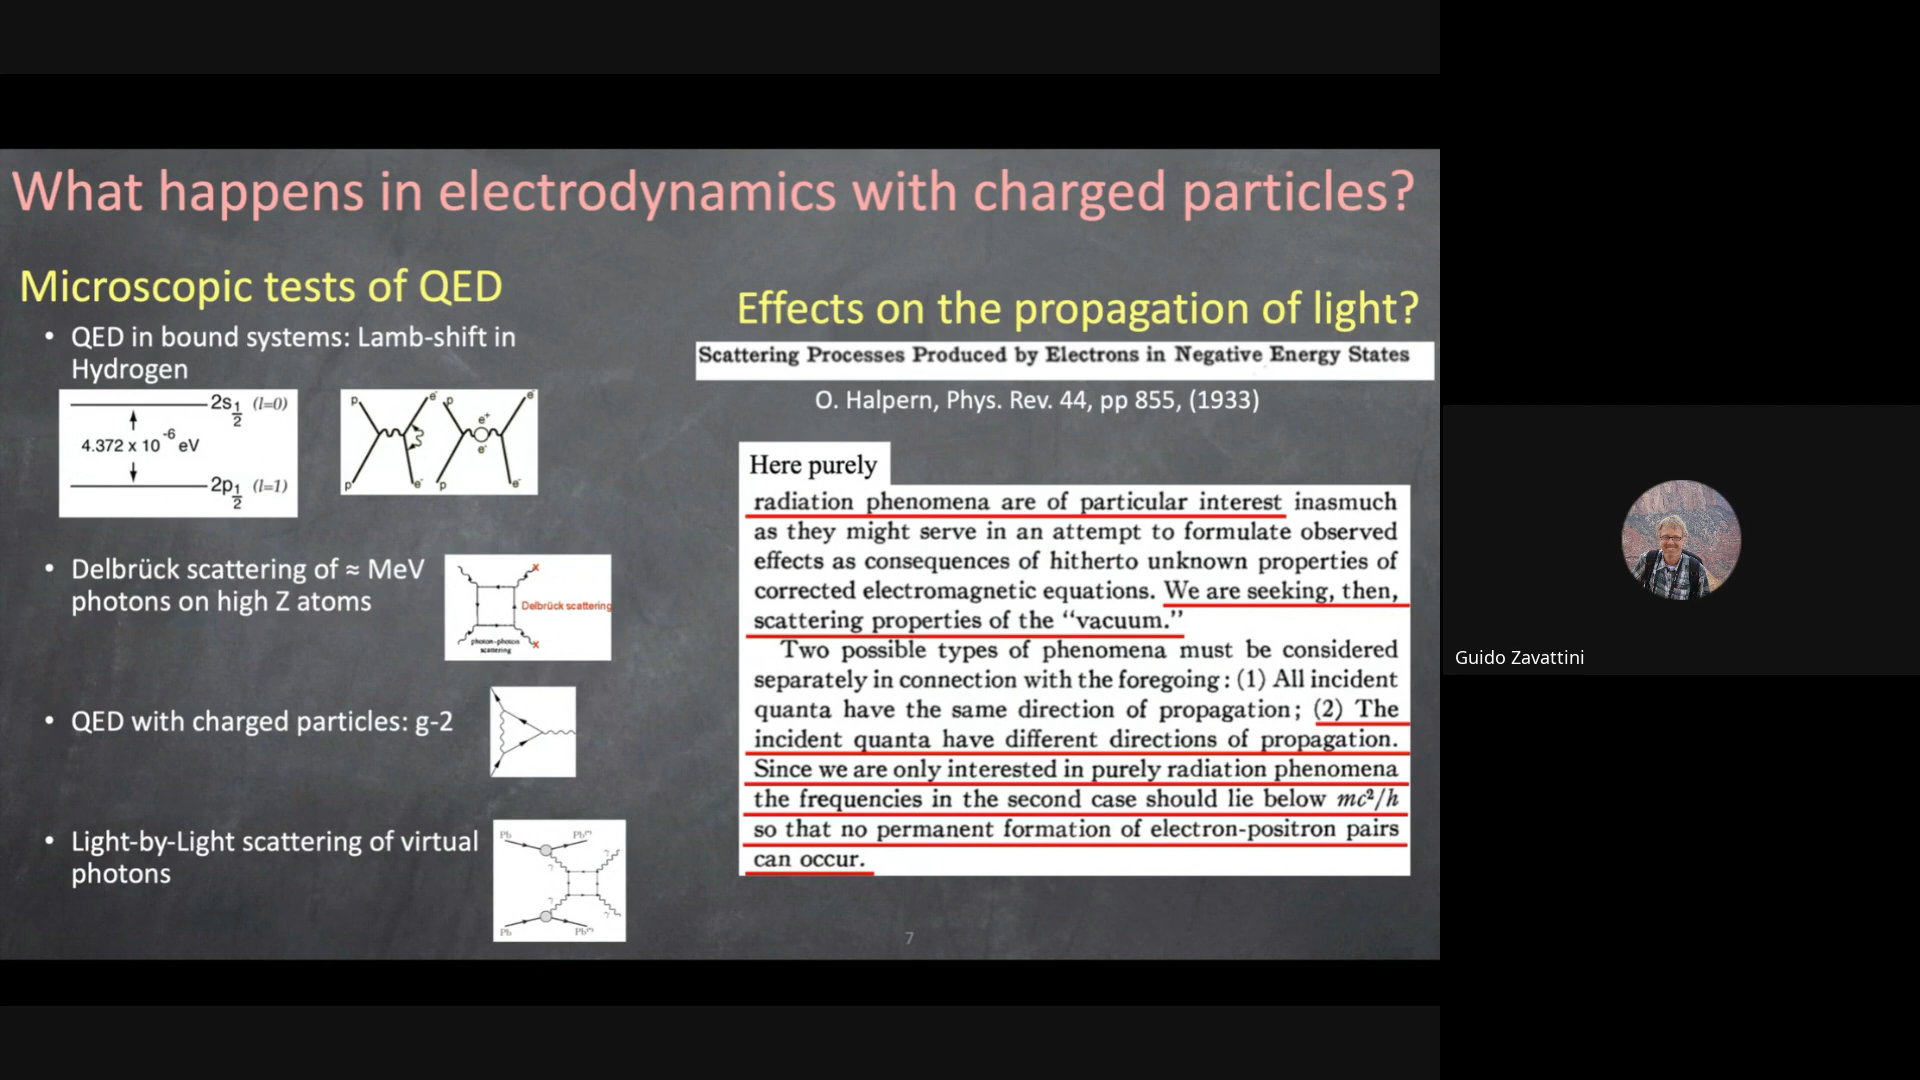 What happens in electrodynamics with charged particles?
Microscopic tests of QED
• QED in bound systems: Lamb-shift in
Hydrogen
2s1/2 (l=0)
4.372 x 10-6 eV
2p1/2 (l=1)
p e- p e-
e+
e-
p e- p e-
• Delbrück scattering of ≈ MeV
photons on high Z atoms
Delbrück scattering
photon-photon
scattering
• QED with charged particles: g-2
• Light-by-Light scattering of virtual
photons
Pb Pb(*)
γ γ
γ γ
Pb Pb(*)
Effects on the propagation of light?
Scattering Processes Produced by Electrons in Negative Energy States
O. Halpern, Phys. Rev. 44, pp 855, (1933)
Here purely
radiation phenomena are of particular interest inasmuch
as they might serve in an attempt to formulate observed
effects as consequences of hitherto unknown properties of
corrected electromagnetic equations. We are seeking, then,
scattering properties of the “vacuum.”
Two possible types of phenomena must be considered
separately in connection with the foregoing: (1) All incident
quanta have the same direction of propagation; (2) The
incident quanta have different directions of propagation.
Since we are only interested in purely radiation phenomena
the frequencies in the second case should lie below mc²/h
so that no permanent formation of electron-positron pairs
can occur.
7
Guido Zavattini